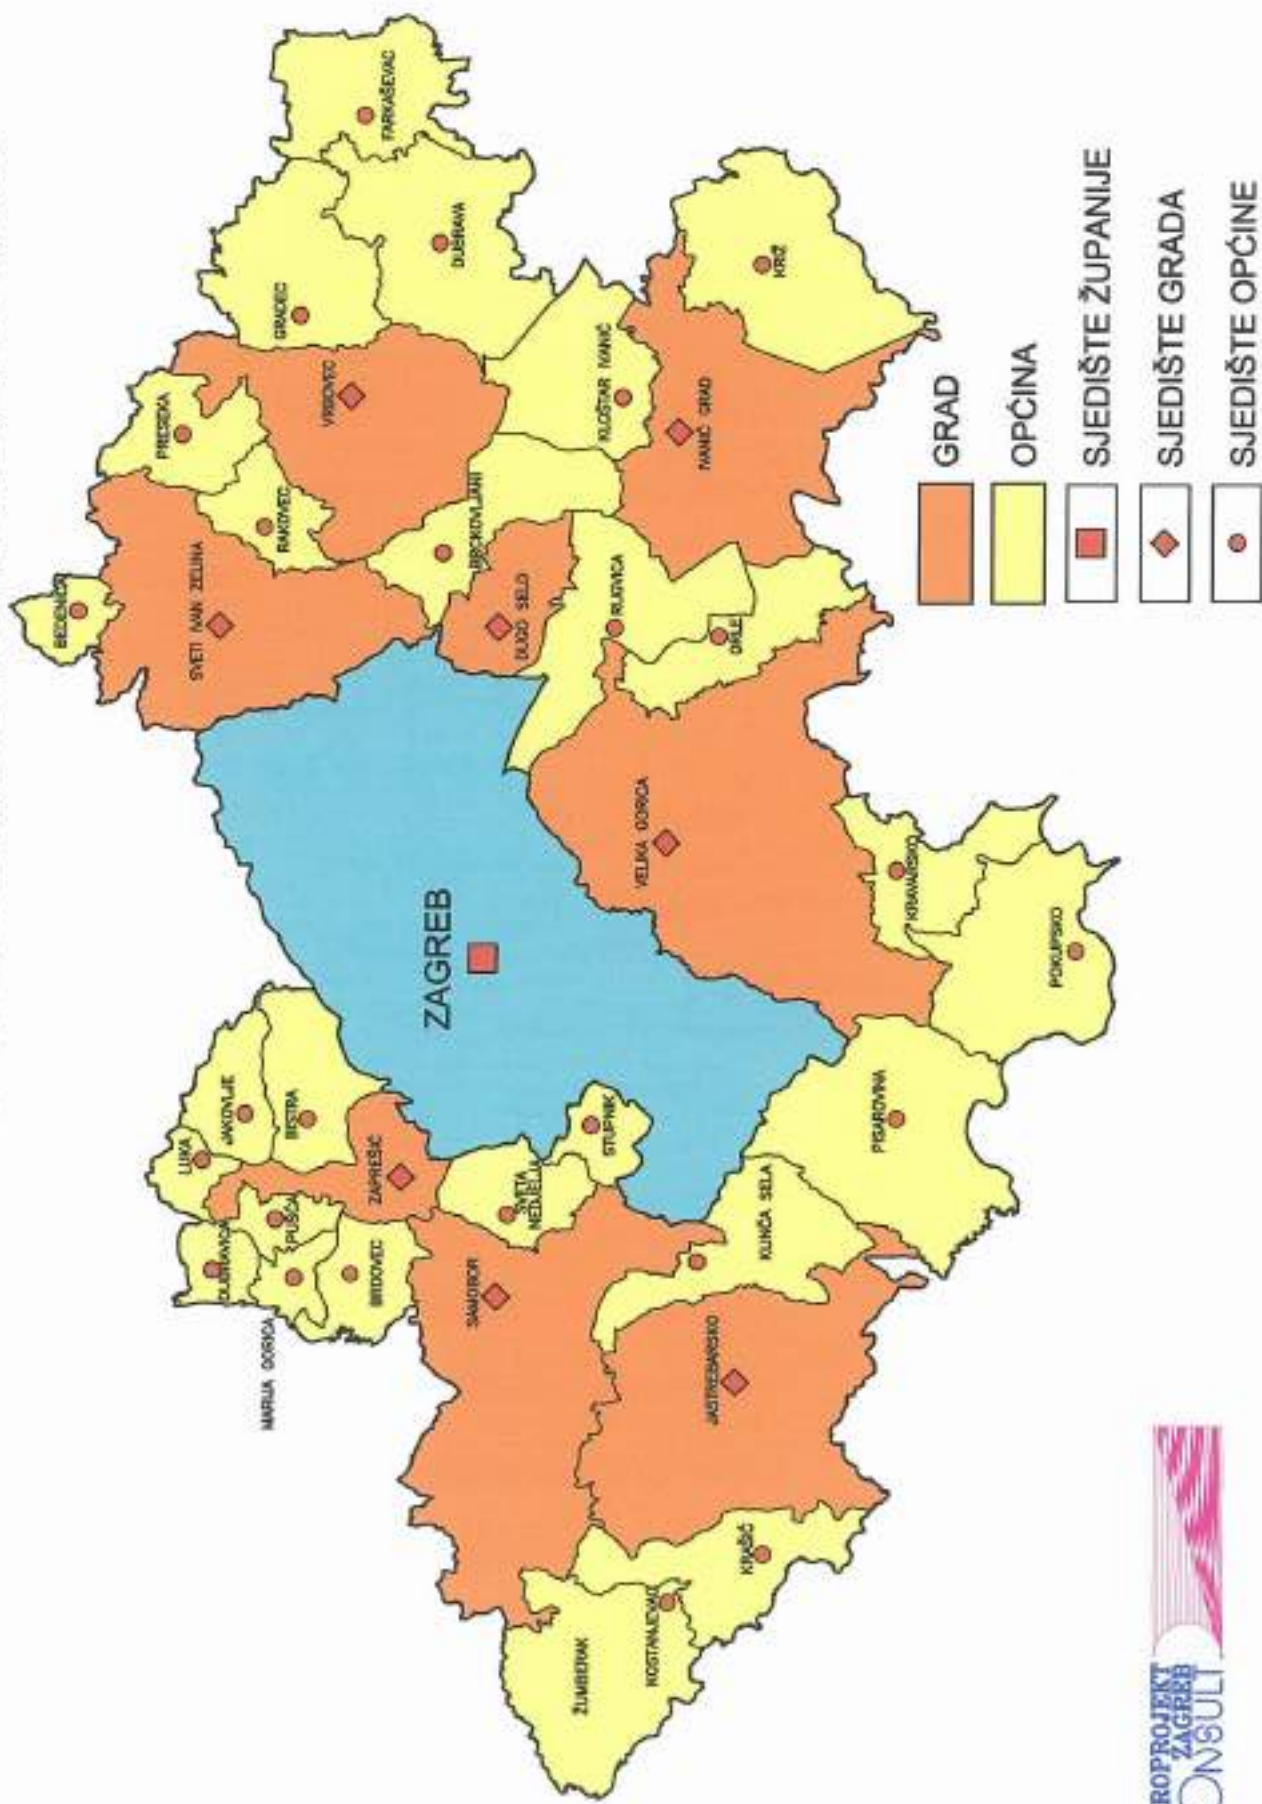 BEDENICA
SVETI IVAN ZELINA
PRESEKA
RAKOVEC
GRADEC
FARKAŠEVAC
VRBOVEC
DUBRAVA
BRCKOVLJANI
DUGO SELO
KLOŠTAR IVANIĆ
RUGVICA
IVANIĆ GRAD
KRIŽ
ORLE
ZAGREB
VELIKA GORICA
KRAVARSKO
POKUPSKO
LUKA
JAKOVLJE
BISTRA
DUBRAVICA
PUŠĆA
ZAPREŠIĆ
MARIJA GORICA
BRDOVEC
SVETA
NEDJELJA
STUPNIK
SAMOBOR
KLINČA SELA
PISAROVINA
JASTREBARSKO
ŽUMBERAK
KOSTANJEVAC
KRAŠIĆ
GRAD
OPĆINA
SJEDIŠTE ŽUPANIJE
SJEDIŠTE GRADA
SJEDIŠTE OPĆINE
ROPROJEKT
ZAGREB
ONSULT